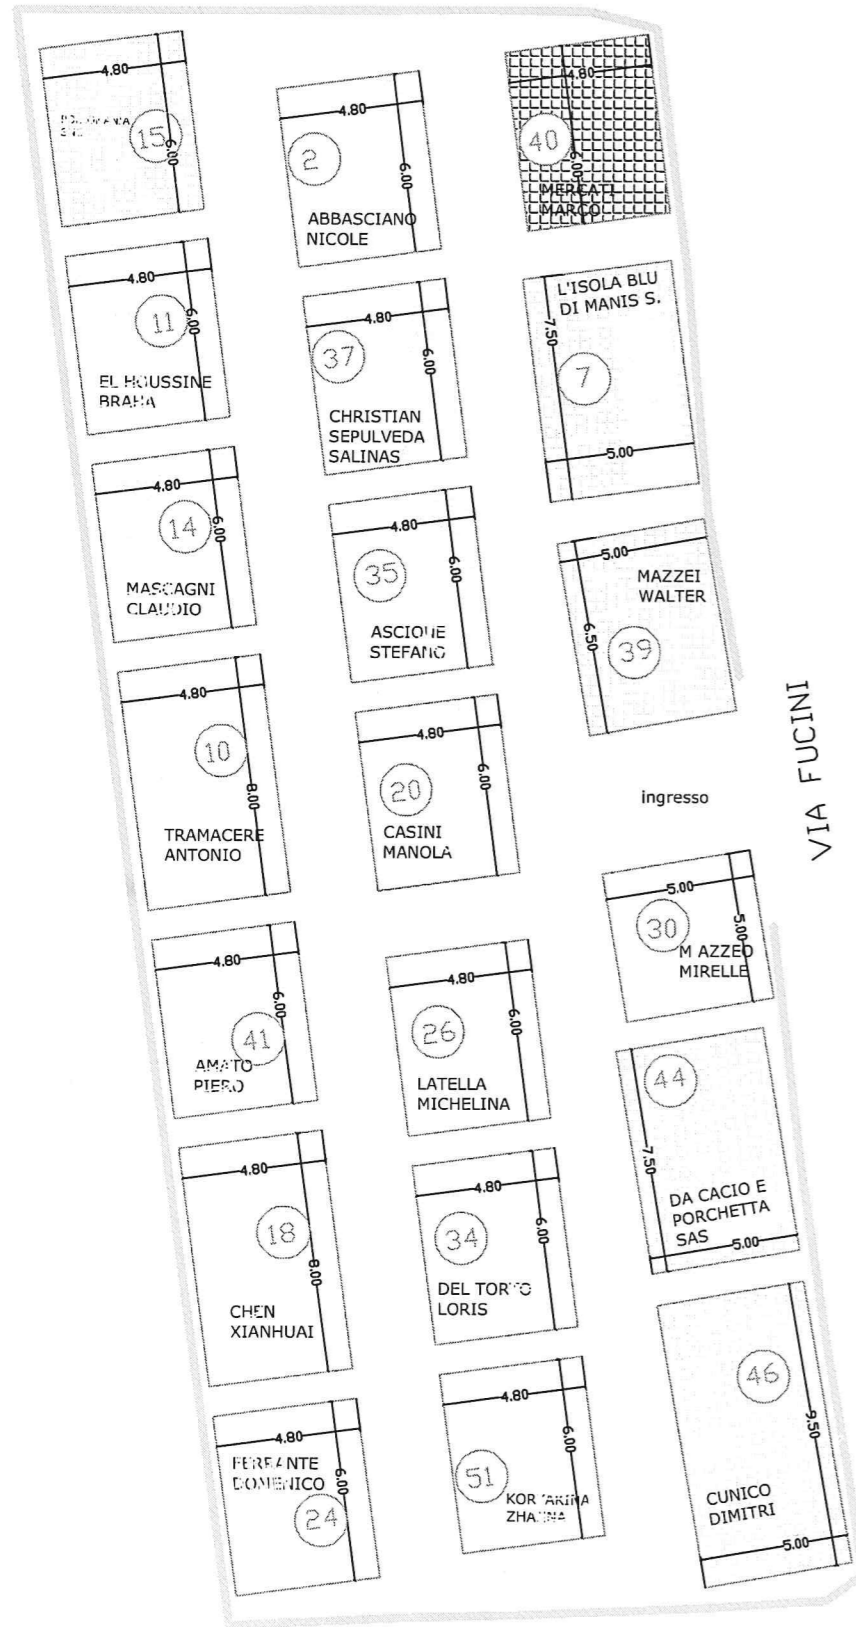 4.80
15
6.00
4.80
2
6.00
ABBASCIANO
NICOLE
4.80
40
6.00
MERCATI
MARCO
4.80
11
6.00
EL HOUSSINE
4.80
37
6.00
CHRISTIAN
SEPULVEDA
SALINAS
L'ISOLA BLU
DI MANIS S.
7.50
7
5.00
4.80
14
6.00
MASCAGNI
CLAUDIO
4.80
35
6.00
ASCIONE
STEFANO
5.00
MAZZEI
WALTER
6.50
39
4.80
10
8.00
TRAMACERE
ANTONIO
4.80
20
6.00
CASINI
MANOLA
ingresso
VIA FUCINI
5.00
30
5.00
M AZZEO
MIRELLE
4.80
6.00
41
AMATO
PIERO
4.80
26
6.00
LATELLA
MICHELINA
44
7.50
DA CACIO E
PORCHETTA
SAS
5.00
4.80
18
8.00
CHEN
XIANHUAI
4.80
34
6.00
DEL TORTO
LORIS
46
9.50
CUNICO
DIMITRI
5.00
4.80
FERRANTE
DOMENICO
6.00
24
4.80
51
6.00